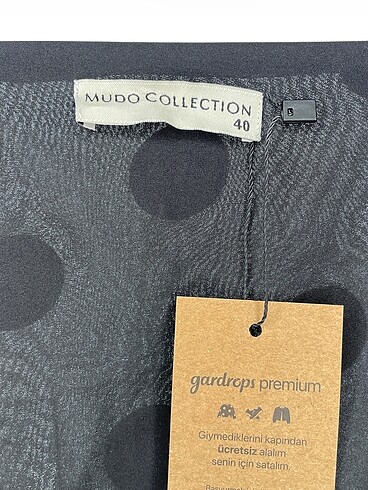 MUDO COLLECTION
40
gardrops premium
Giymediklerini kapından
ücretsiz alalım
senin için satalım.